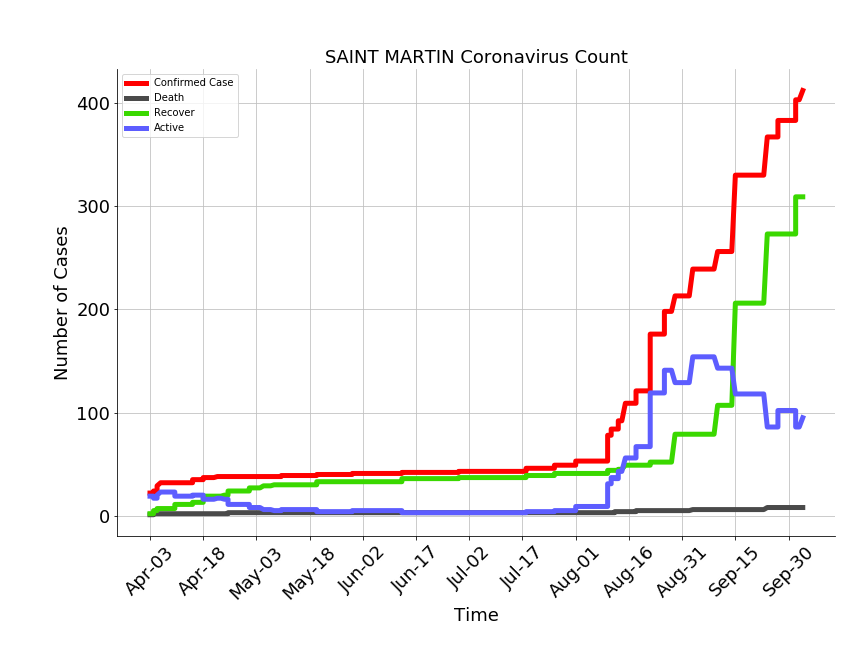 SAINT MARTIN Coronavirus Count
Confirmed Case
Death
Recover
Active
Number of Cases
400
300
200
100
0
Apr-03
Apr-18
May-03
May-18
Jun-02
Jun-17
Jul-02
Jul-17
Aug-01
Aug-16
Aug-31
Sep-15
Sep-30
Time